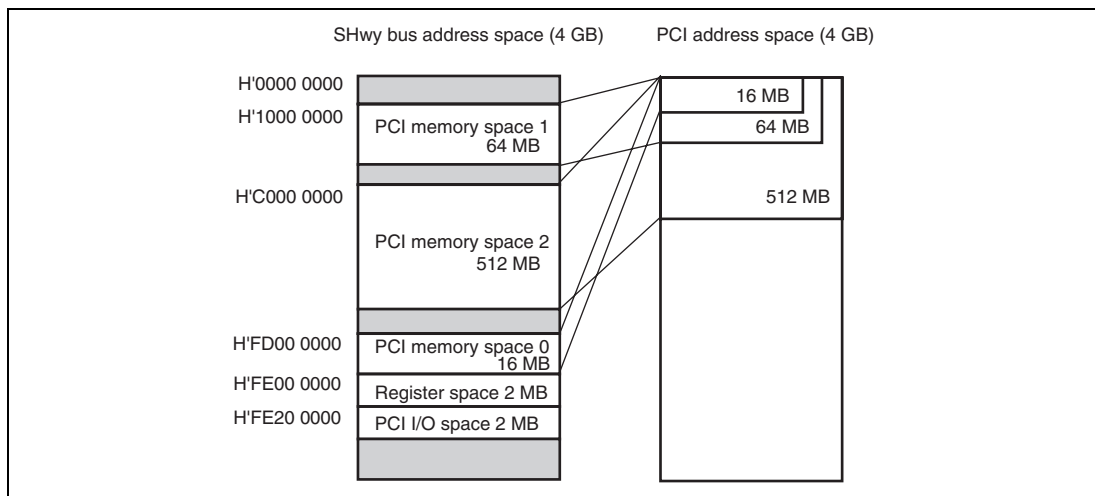 SHwy bus address space (4 GB)
PCI address space (4 GB)
H'0000 0000
H'1000 0000
PCI memory space 1
64 MB
H'C000 0000
PCI memory space 2
512 MB
H'FD00 0000
PCI memory space 0
16 MB
H'FE00 0000
Register space 2 MB
H'FE20 0000
PCI I/O space 2 MB
16 MB
64 MB
512 MB